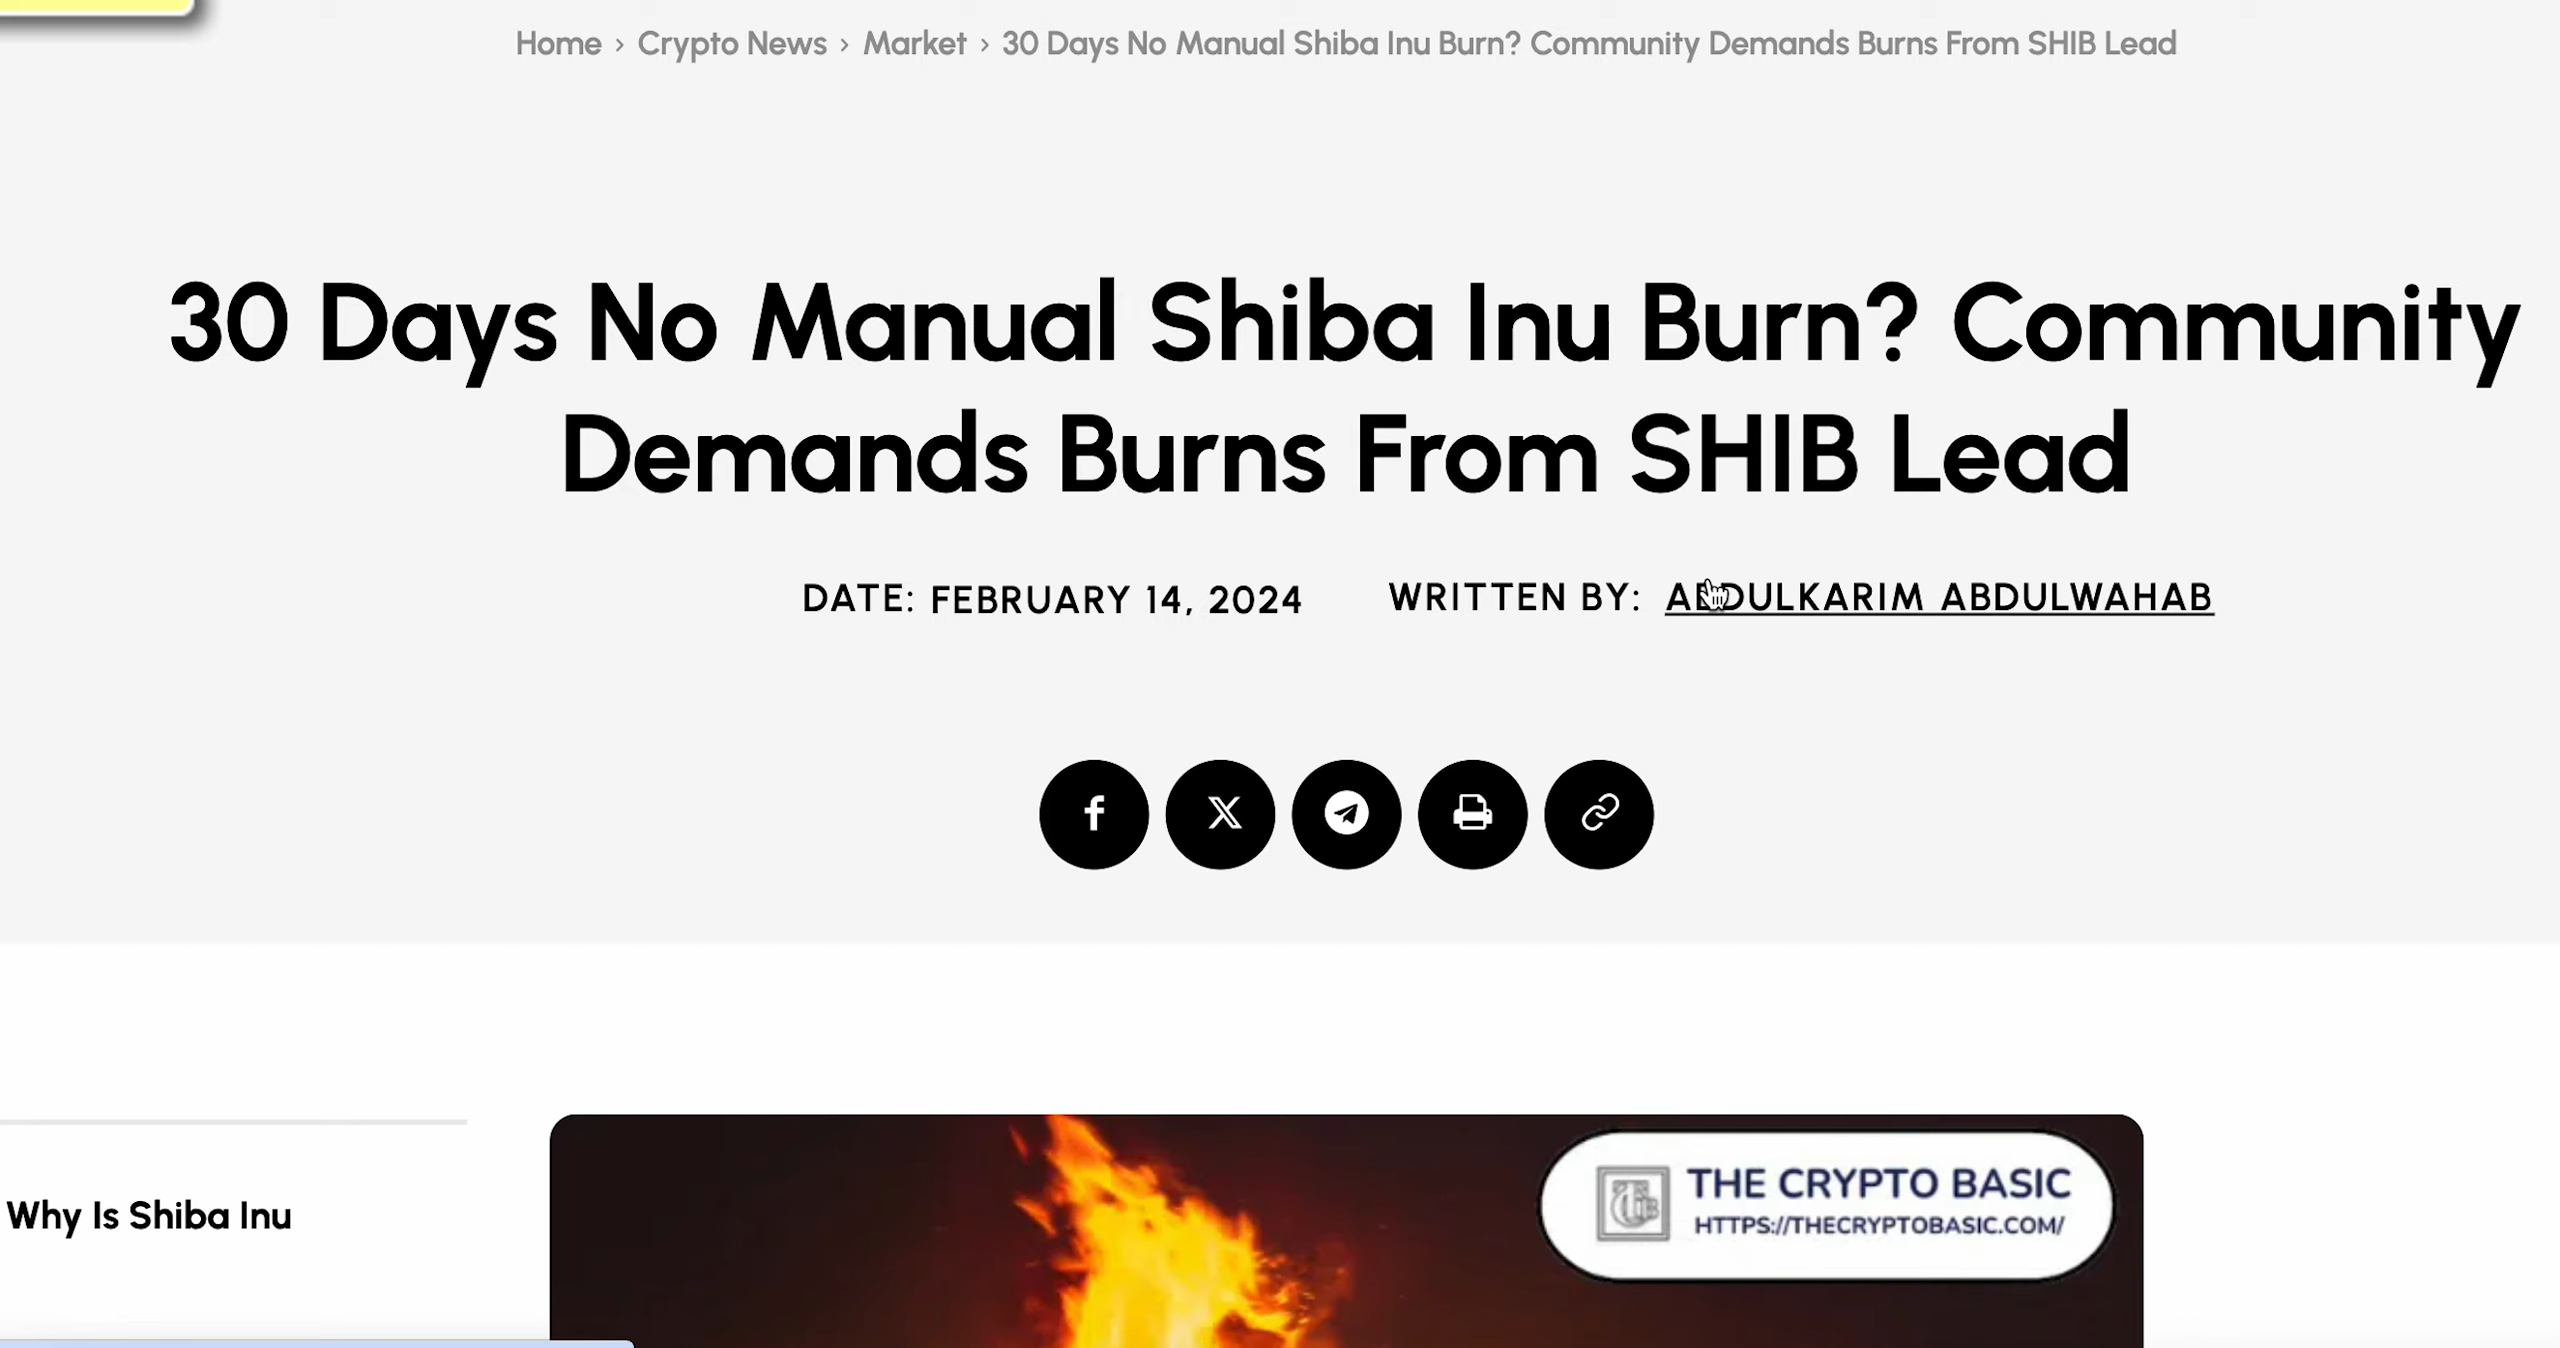 Home › Crypto News › Market › 30 Days No Manual Shiba Inu Burn? Community Demands Burns From SHIB Lead
30 Days No Manual Shiba Inu Burn? Community
Demands Burns From SHIB Lead
DATE: FEBRUARY 14, 2024 WRITTEN BY: ABDULKARIM ABDULWAHAB
THE CRYPTO BASIC
HTTPS://THECRYPTOBASIC.COM/
Why Is Shiba Inu